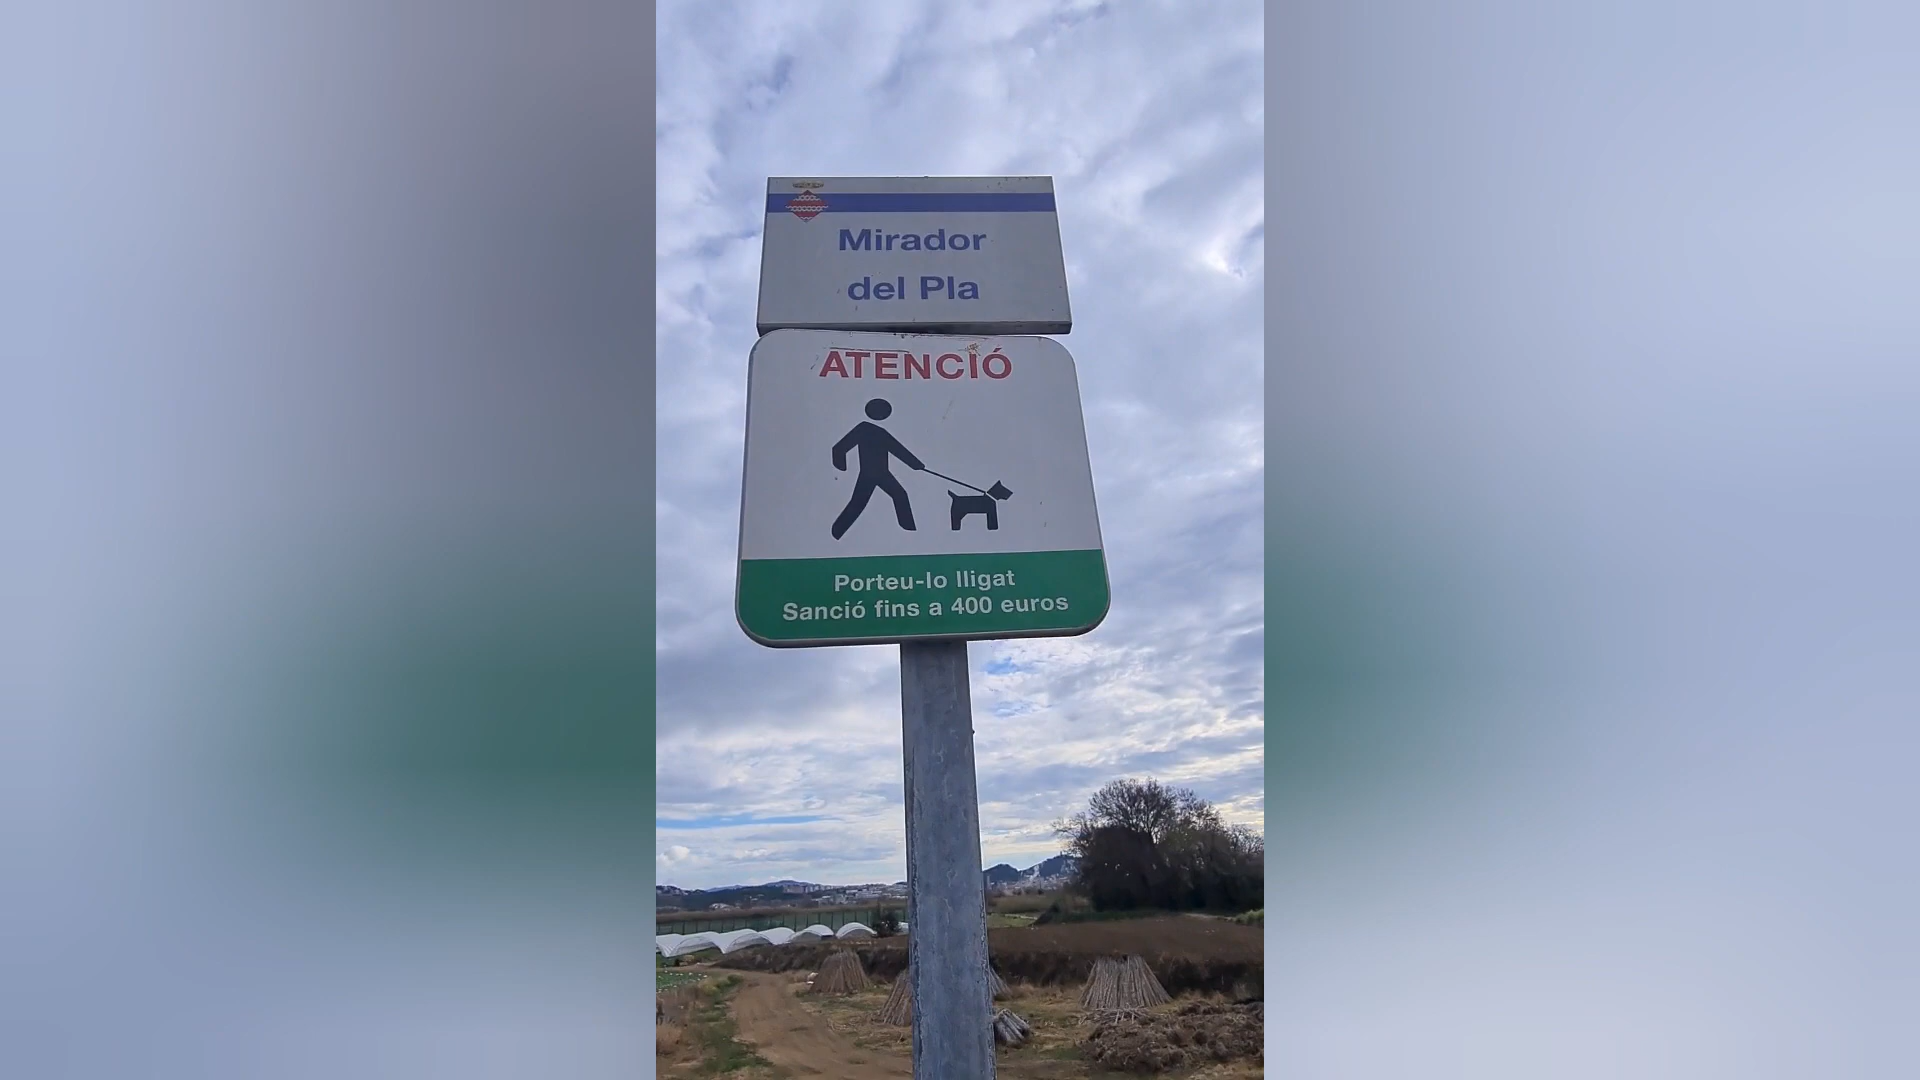 Mirador
del Pla
ATENCIÓ
Porteu-lo lligat
Sanció fins a 400 euros